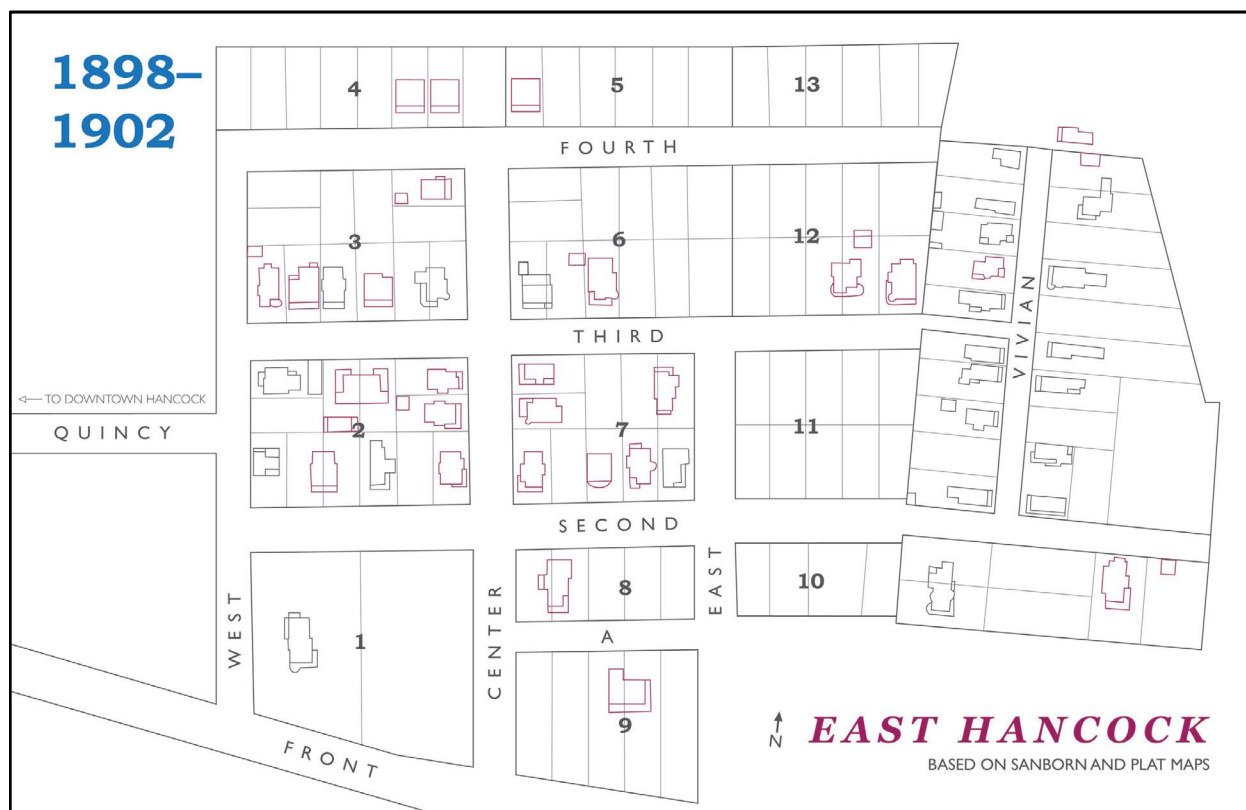 1898–
1902
4
5
13
FOURTH
3
6
12
THIRD
VIVIAN
← TO DOWNTOWN HANCOCK
QUINCY
2
7
11
SECOND
WEST
1
CENTER
8
EAST
10
A
9
FRONT
N
EAST HANCOCK
BASED ON SANBORN AND PLAT MAPS